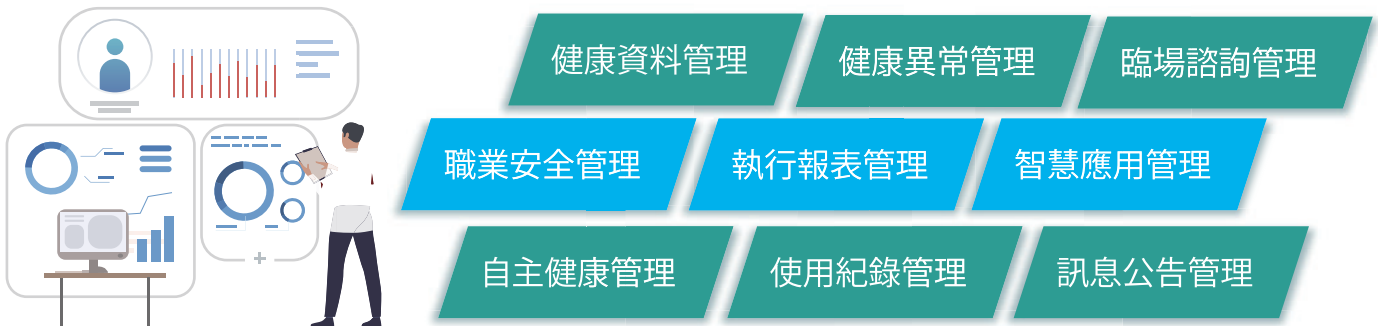 健康資料管理
健康異常管理
臨場諮詢管理
職業安全管理
執行報表管理
智慧應用管理
自主健康管理
使用紀錄管理
訊息公告管理